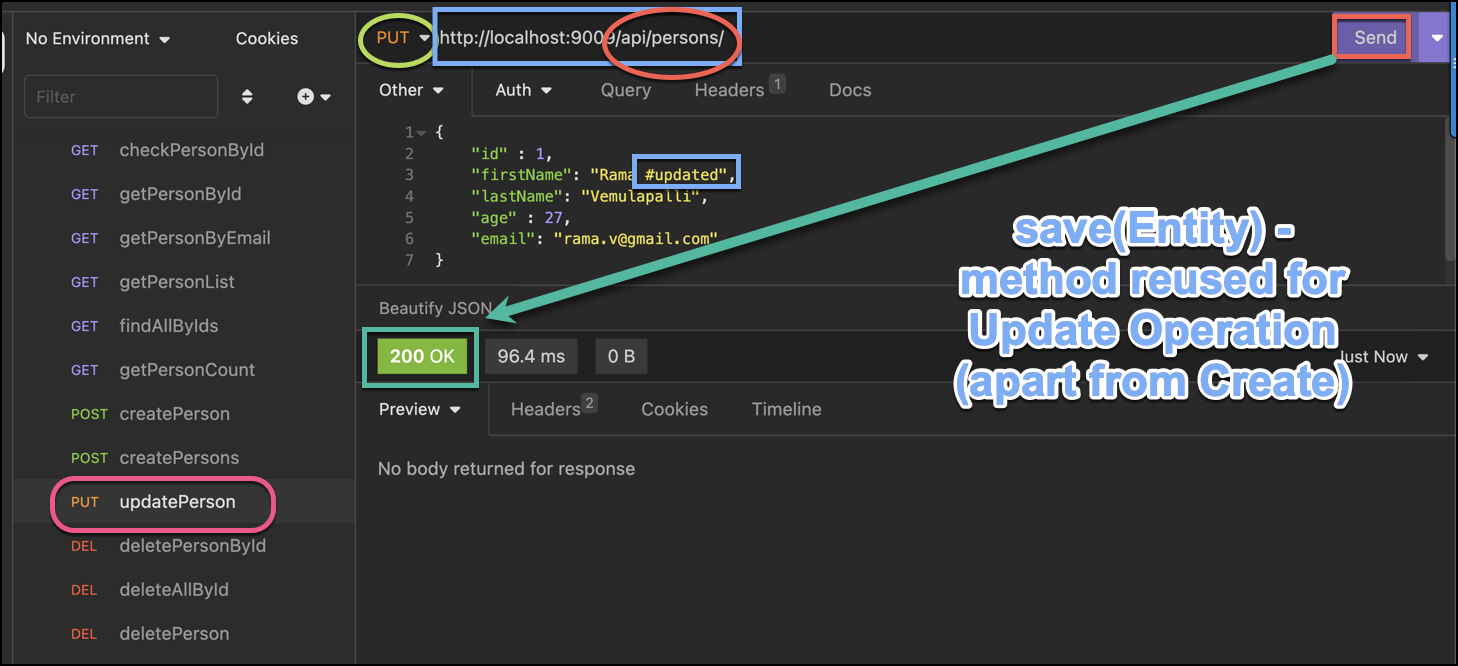 No Environment
Cookies
PUT
http://localhost:9009/api/persons/
Send
Filter
Other
Auth
Query
Headers 1
Docs
1 {
2 "id" : 1,
3 "firstName": "Rama #updated",
4 "lastName": "Vemulapalli",
5 "age" : 27,
6 "email": "rama.v@gmail.com"
7 }
GET checkPersonById
GET getPersonById
GET getPersonByEmail
GET getPersonList
GET findAllByIds
GET getPersonCount
POST createPerson
POST createPersons
PUT updatePerson
DEL deletePersonById
DEL deleteAllById
DEL deletePerson
save(Entity) -
method reused for
Update Operation
(apart from Create)
Beautify JSON
200 OK
96.4 ms
0 B
Just Now
Preview
Headers 2
Cookies
Timeline
No body returned for response